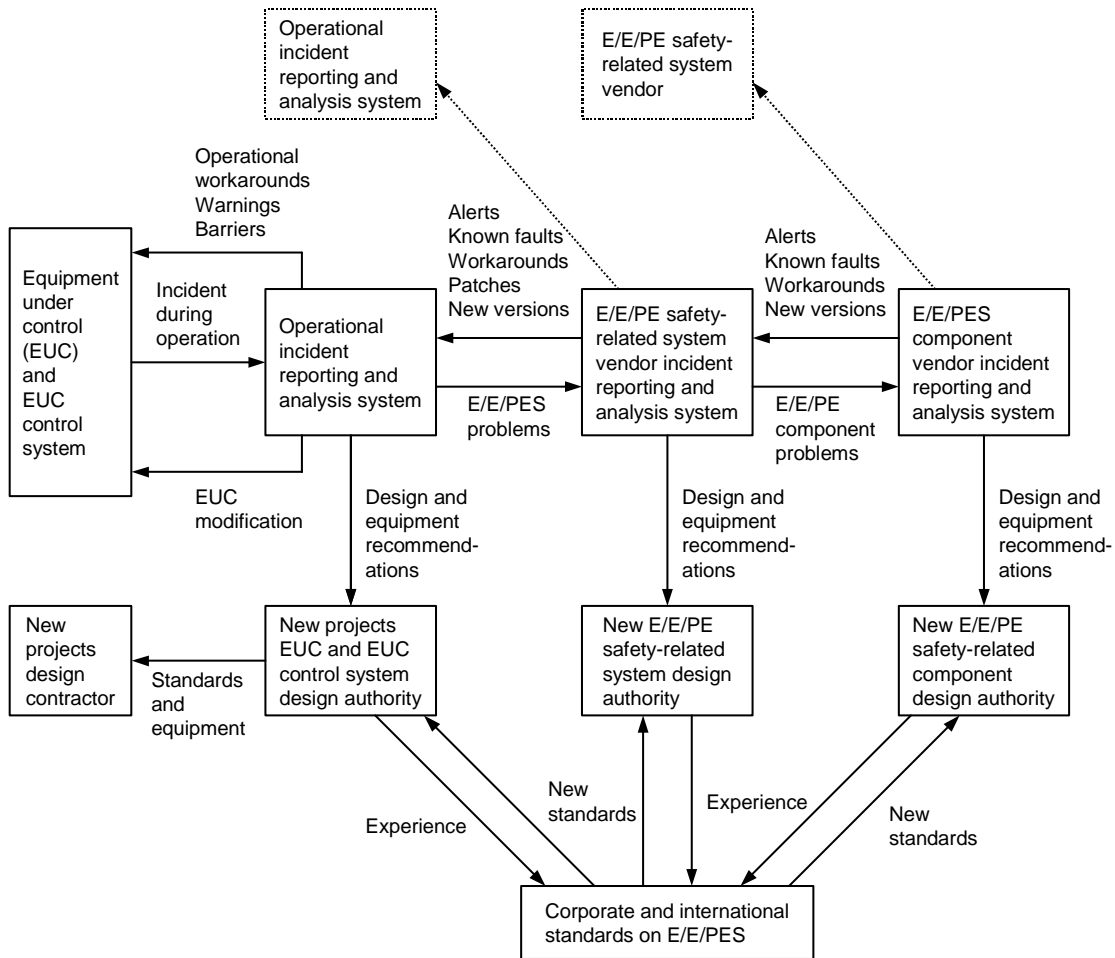 Operational
incident
reporting and
analysis system
E/E/PE safety-
related system
vendor
Operational
workarounds
Warnings
Barriers
Alerts
Known faults
Workarounds
Patches
New versions
Alerts
Known faults
Workarounds
New versions
Equipment
under
control
(EUC)
and
EUC
control
system
Incident
during
operation
Operational
incident
reporting and
analysis system
E/E/PE safety-
related system
vendor incident
reporting and
analysis system
E/E/PES
component
vendor incident
reporting and
analysis system
E/E/PES
problems
E/E/PE
component
problems
EUC
modification
Design and
equipment
recommend-
ations
Design and
equipment
recommend-
ations
Design and
equipment
recommend-
ations
New
projects
design
contractor
Standards
and
equipment
New projects
EUC and EUC
control system
design authority
New E/E/PE
safety-related
system design
authority
New E/E/PE
safety-related
component
design authority
Experience
New
standards
Experience
New
standards
Corporate and international
standards on E/E/PES